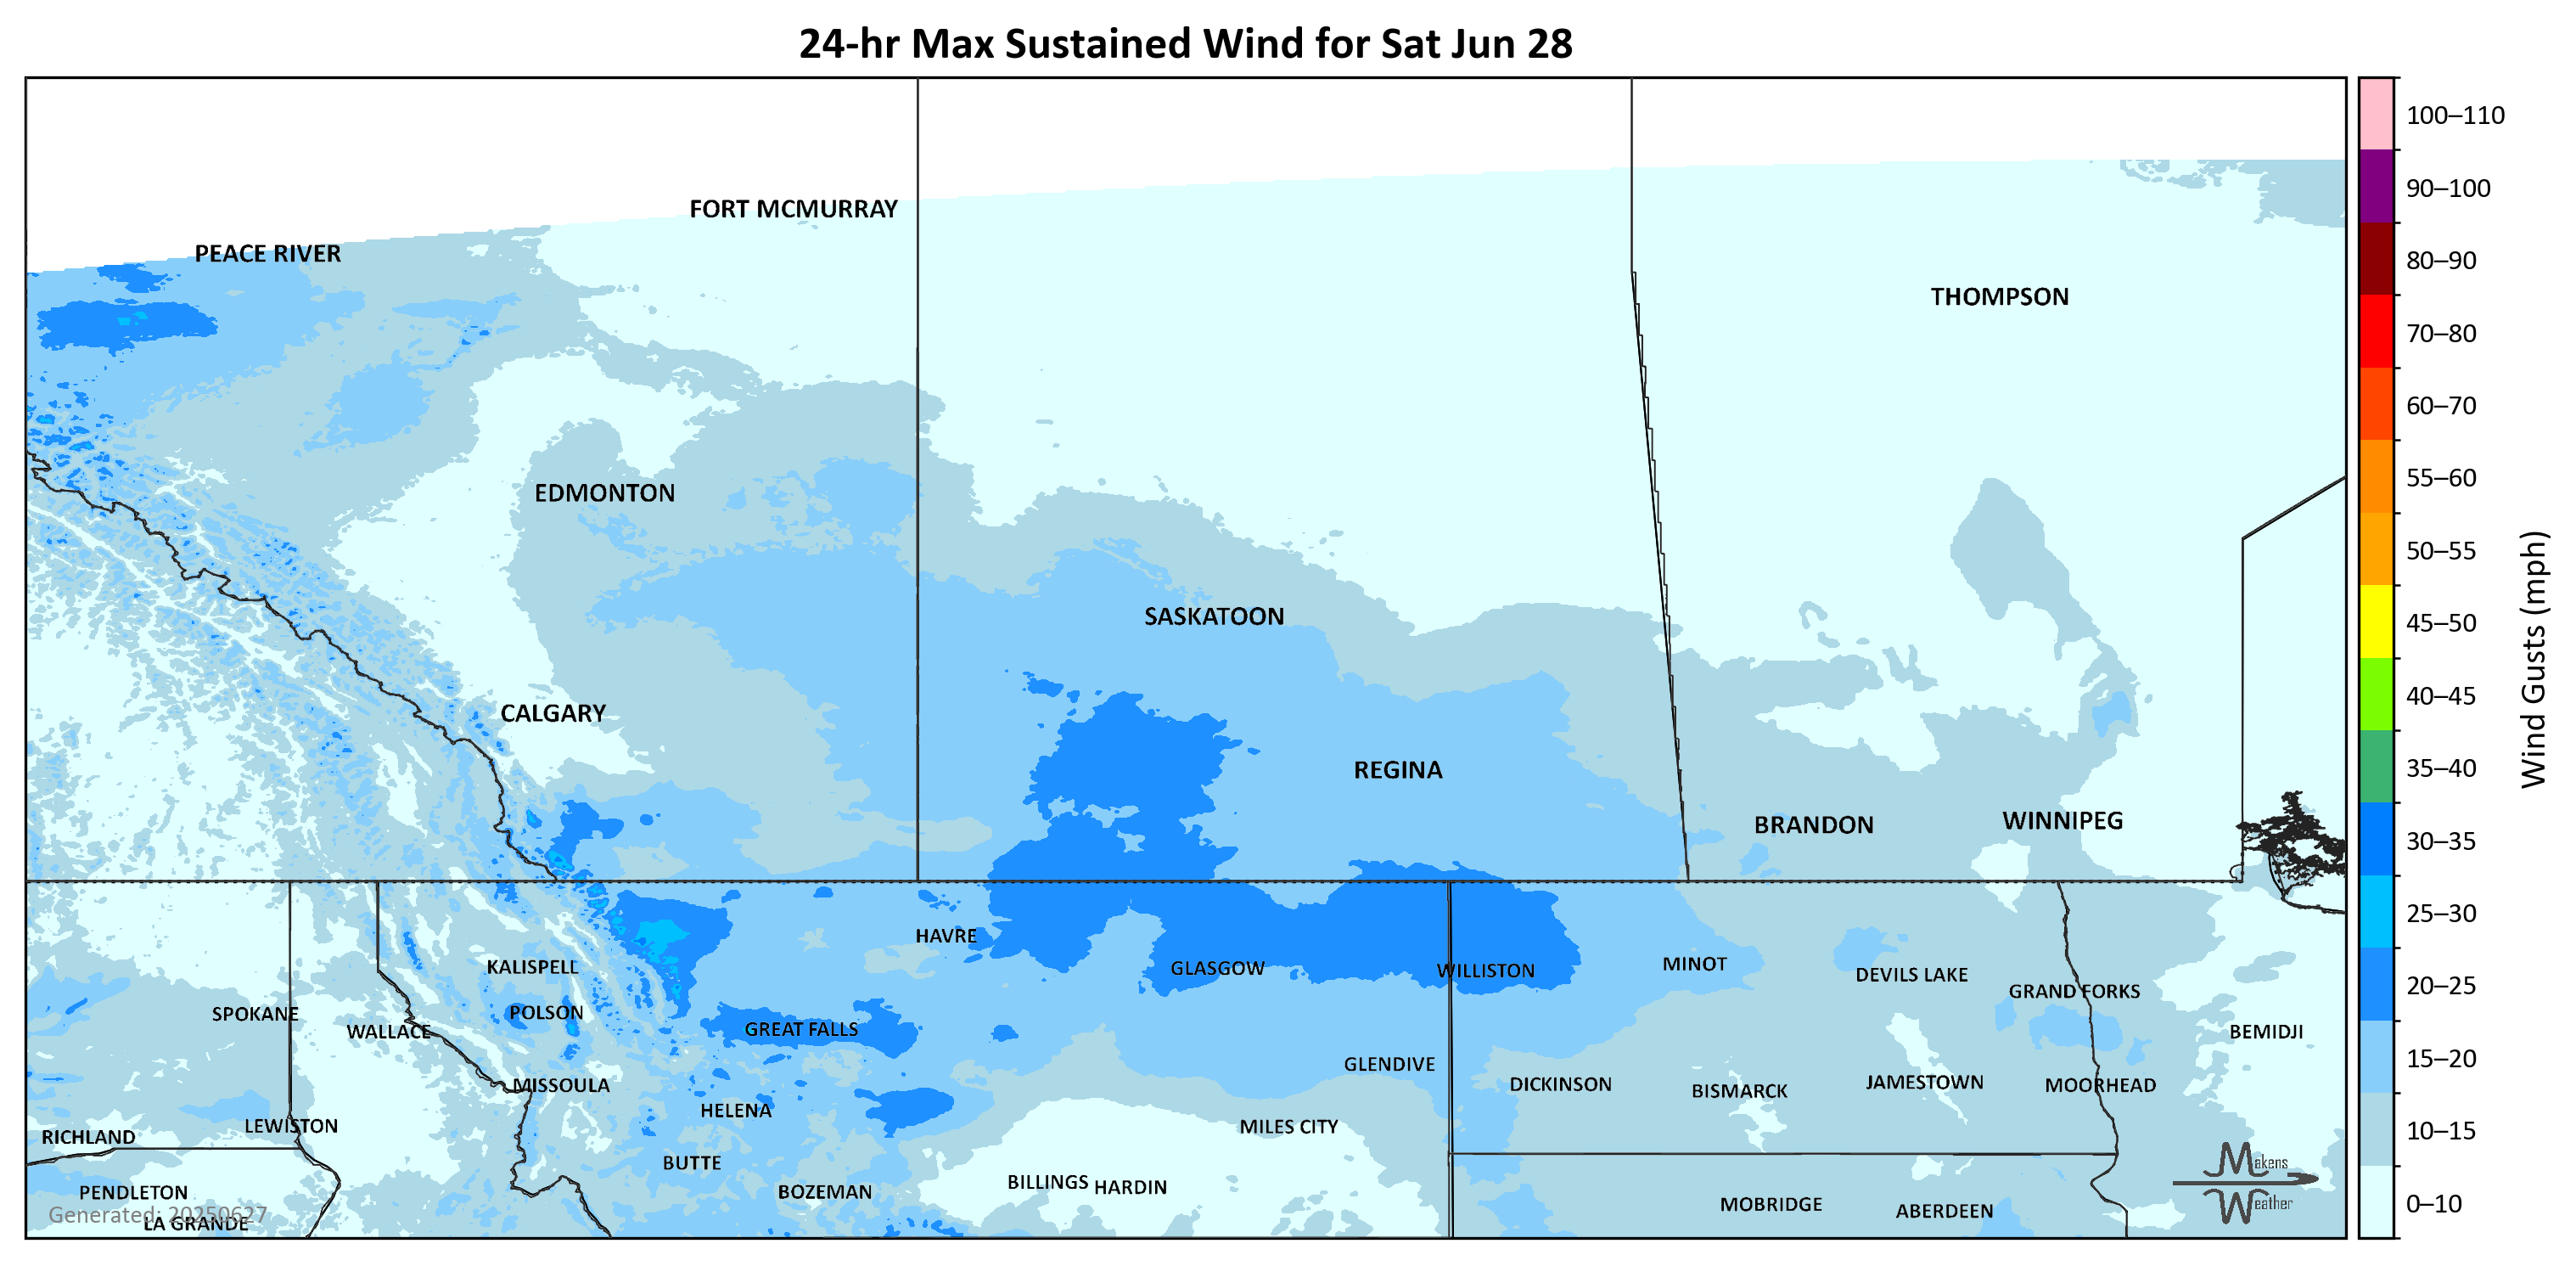 24-hr Max Sustained Wind for Sat Jun 28
100–110
90–100
80–90
70–80
60–70
55–60
50–55
45–50
40–45
35–40
30–35
25–30
20–25
15–20
10–15
0–10
Wind Gusts (mph)
FORT MCMURRAY
PEACE RIVER
THOMPSON
EDMONTON
SASKATOON
CALGARY
REGINA
BRANDON
WINNIPEG
HAVRE
KALISPELL
GLASGOW
WILLISTON
MINOT
DEVILS LAKE
GRAND FORKS
SPOKANE
POLSON
WALLACE
GREAT FALLS
BEMIDJI
GLENDIVE
MISSOULA
DICKINSON
BISMARCK
JAMESTOWN
MOORHEAD
HELENA
LEWISTON
MILES CITY
RICHLAND
BUTTE
BILLINGS
HARDIN
PENDLETON
BOZEMAN
MOBRIDGE
ABERDEEN
Generated: 20250627
LA GRANDE
Makens
Weather